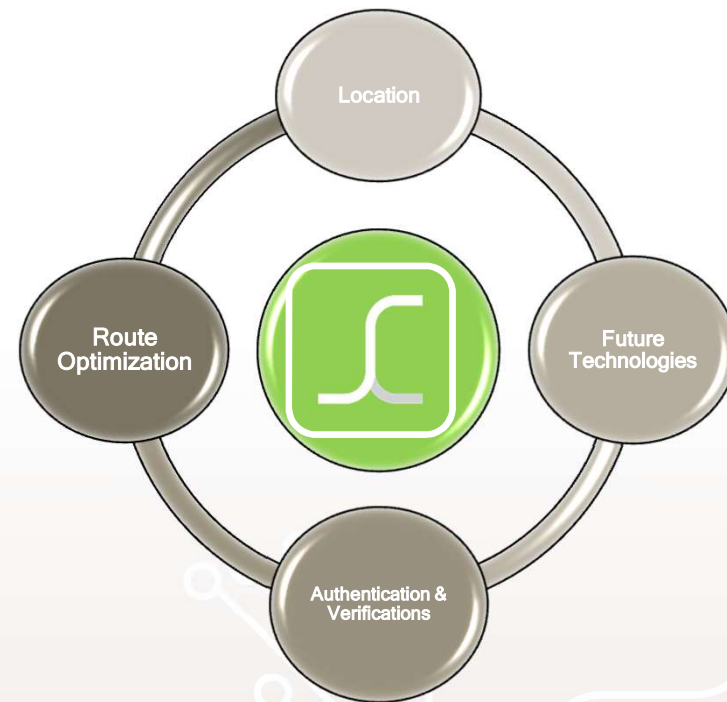 Location
Route
Optimization
Future
Technologies
Authentication &
Verifications